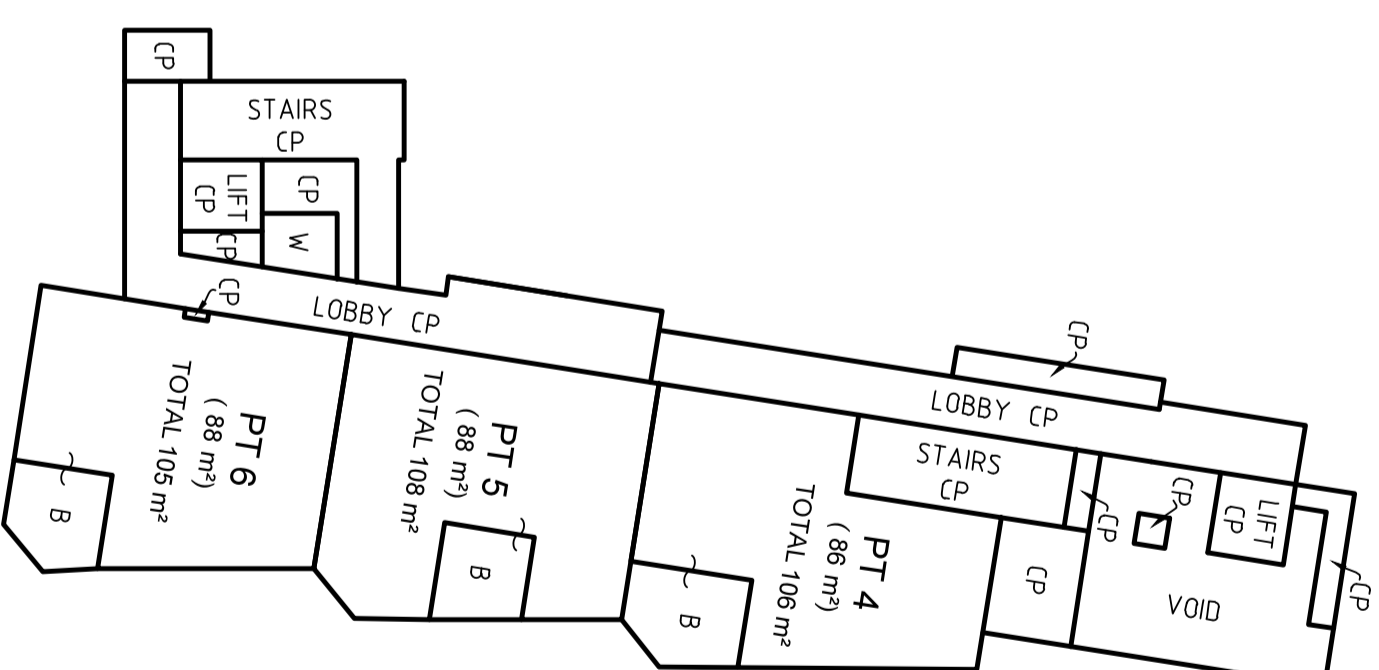 CP
STAIRS
CP
LIFT
CP
CP
W
CP
CP
LOBBY CP
CP
LOBBY CP
STAIRS
CP
CP
CP
LIFT
CP
CP
CP
VOID
PT 6
( 88 m²)
TOTAL 105 m²
B
PT 5
( 88 m²)
TOTAL 108 m²
B
PT 4
( 86 m²)
TOTAL 106 m²
B